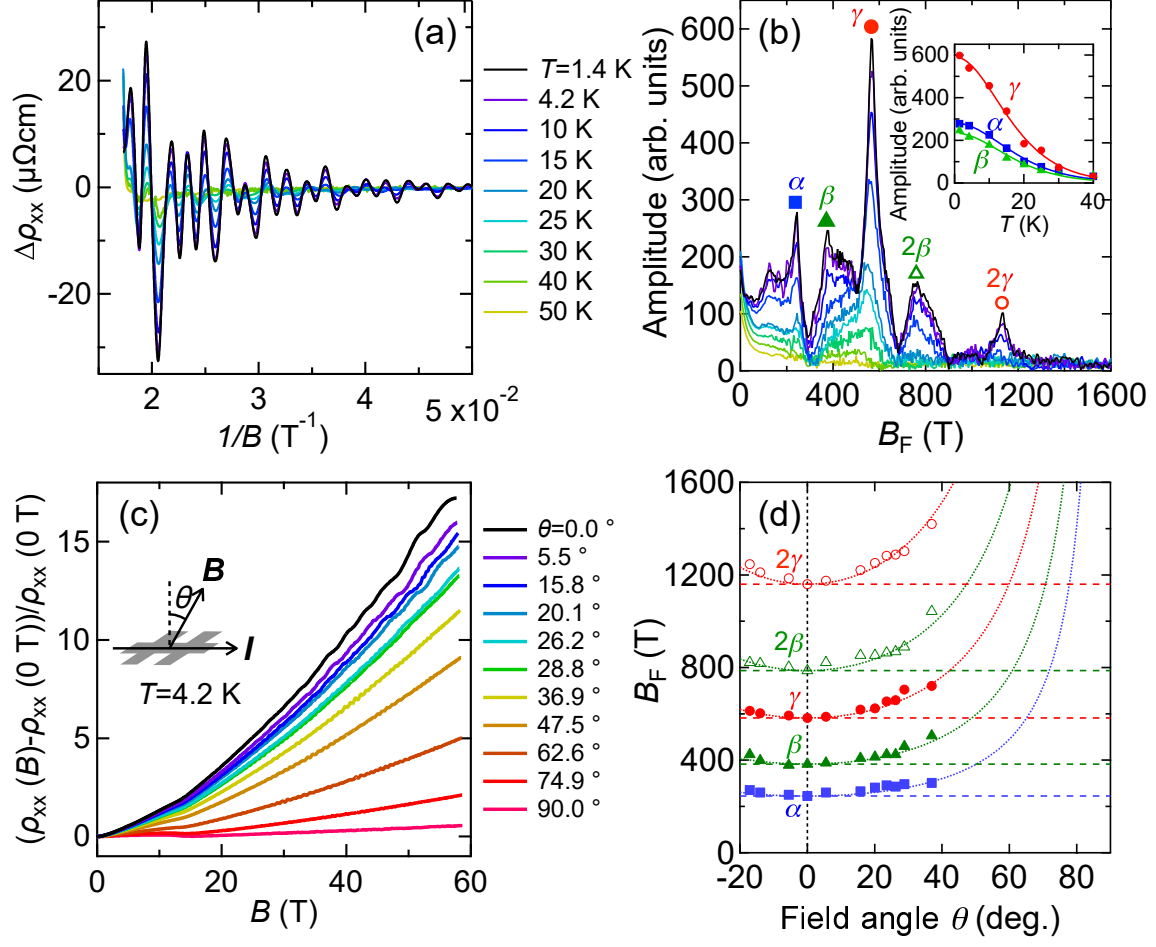 (a)
20
0
-20
Δρxx (μΩcm)
2
3
4
5 x10-2
1/B (T-1)
T=1.4 K
4.2 K
10 K
15 K
20 K
25 K
30 K
40 K
50 K
(b)
600
500
400
300
200
100
0
Amplitude (arb. units)
0
400
800
1200
1600
BF (T)
γ
α
β
2β
2γ
600
400
200
0
Amplitude (arb. units)
0
20
40
T (K)
γ
α
β
(c)
15
10
5
0
(ρxx (B)-ρxx (0 T))/ρxx (0 T)
0
20
40
60
B (T)
θ
B
I
T=4.2 K
θ=0.0 °
5.5 °
15.8 °
20.1 °
26.2 °
28.8 °
36.9 °
47.5 °
62.6 °
74.9 °
90.0 °
(d)
1600
1200
800
400
0
BF (T)
2γ
2β
γ
β
α
-20
0
20
40
60
80
Field angle θ (deg.)